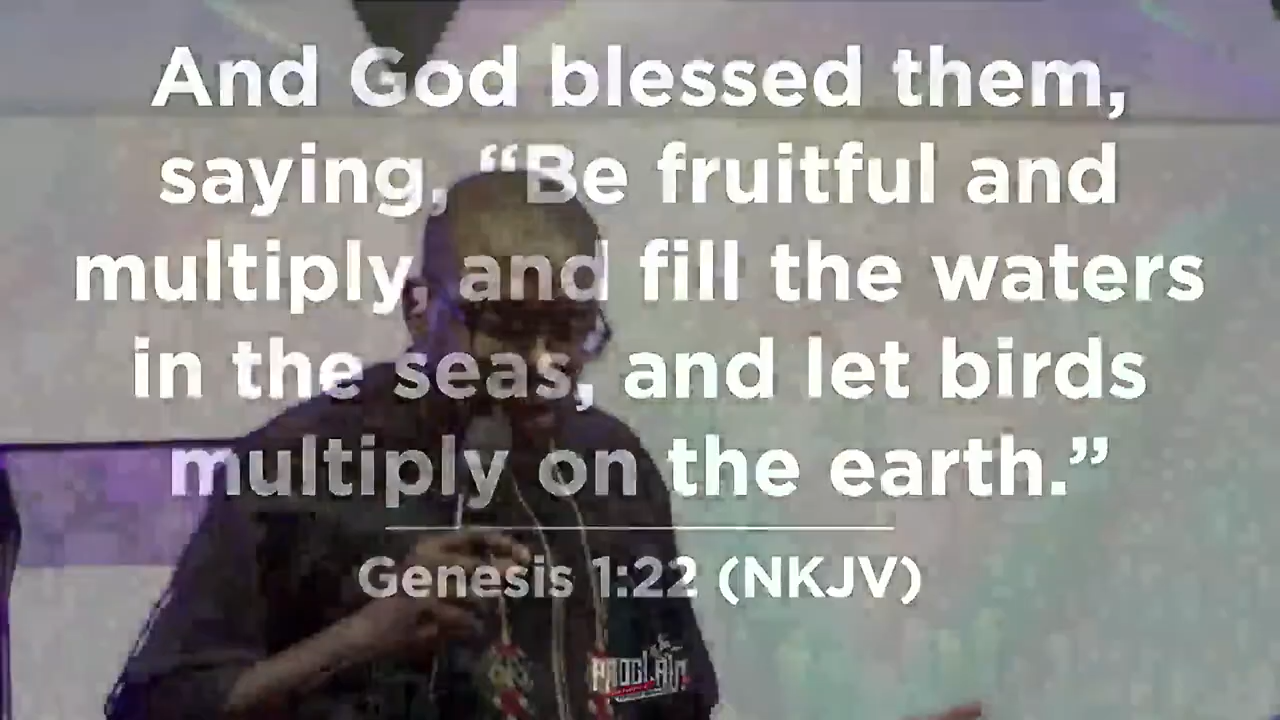 And God blessed them,
saying, “Be fruitful and
multiply, and fill the waters
in the seas, and let birds
multiply on the earth.”
Genesis 1:22 (NKJV)
PROCLAIM